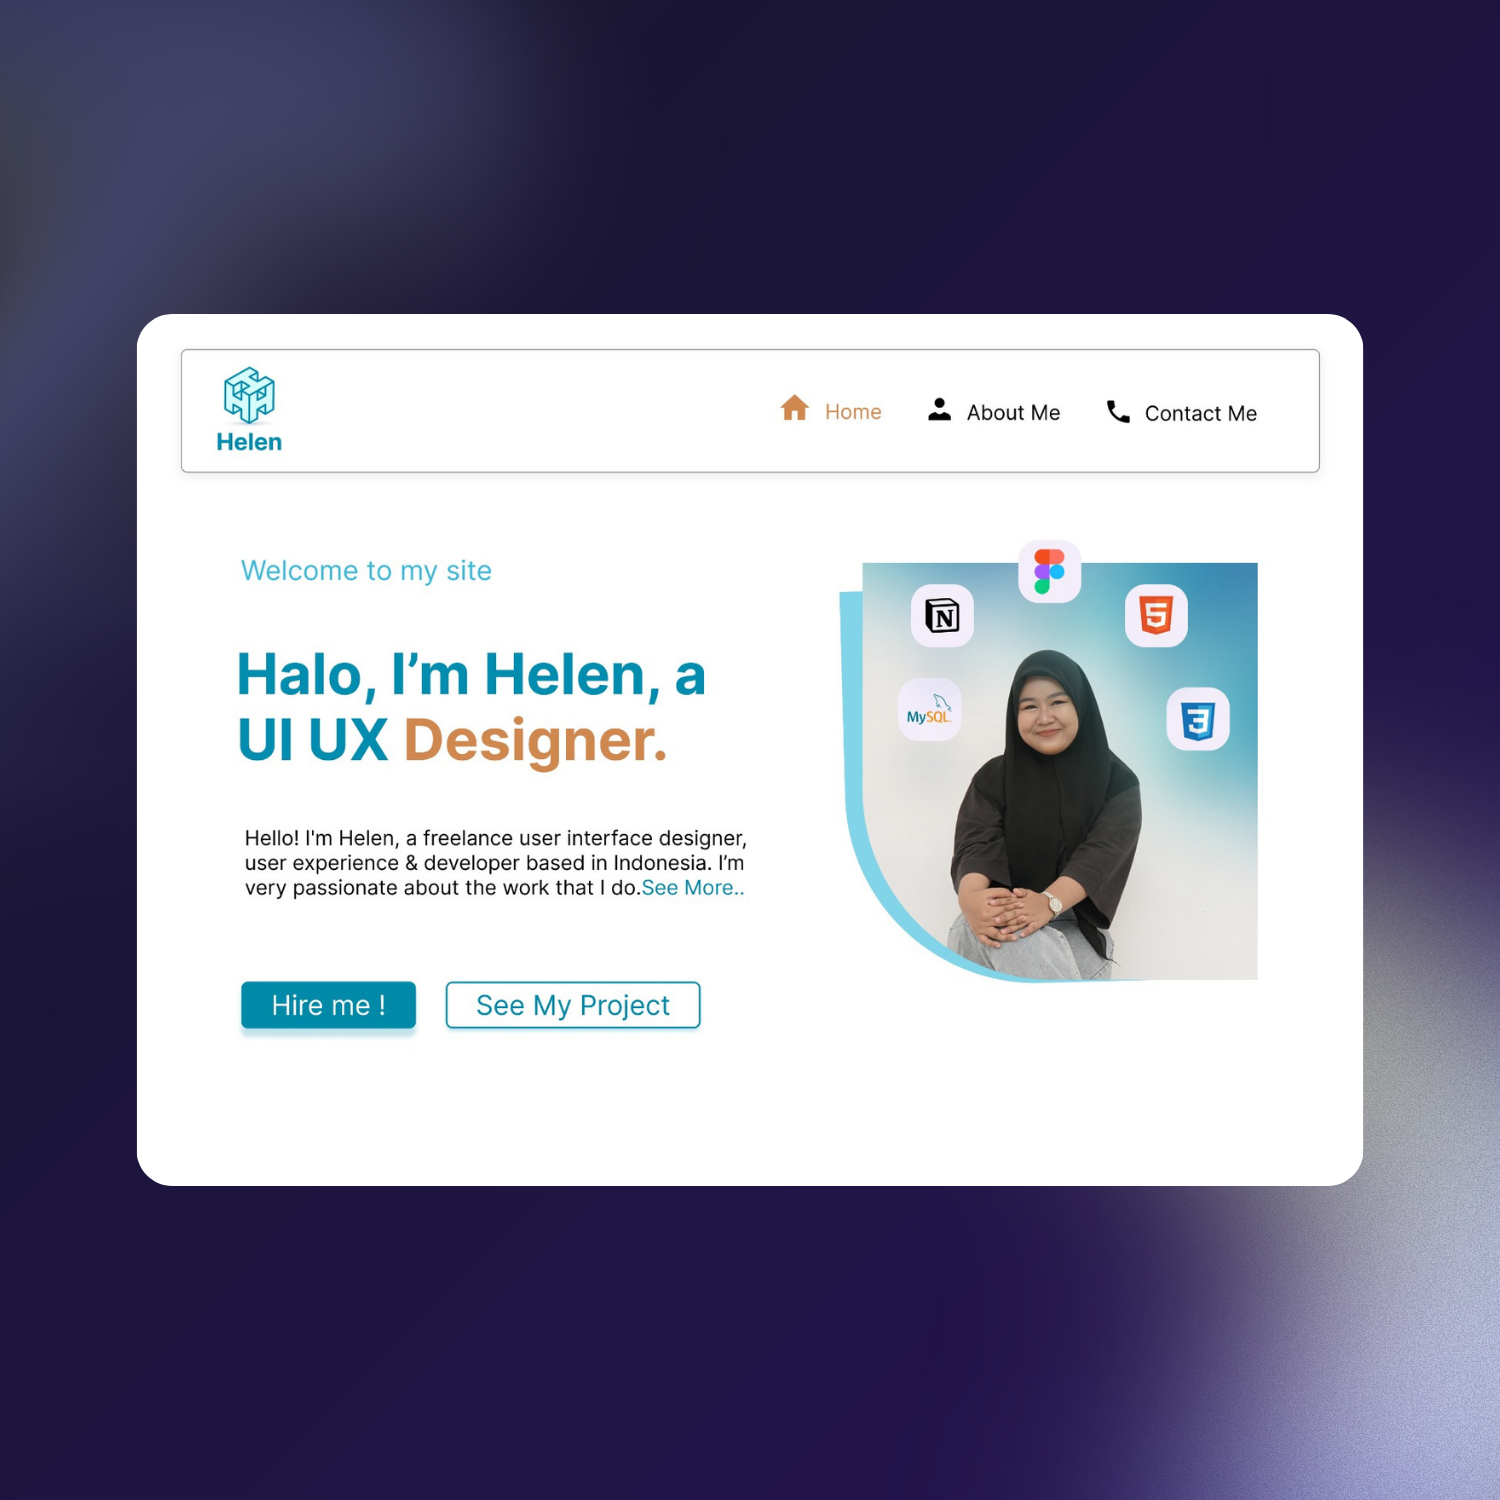 Helen
Home
About Me
Contact Me
Welcome to my site
Halo, I’m Helen, a
UI UX Designer.
Hello! I'm Helen, a freelance user interface designer,
user experience & developer based in Indonesia. I’m
very passionate about the work that I do.See More..
Hire me !
See My Project
N
5
MySQL
3